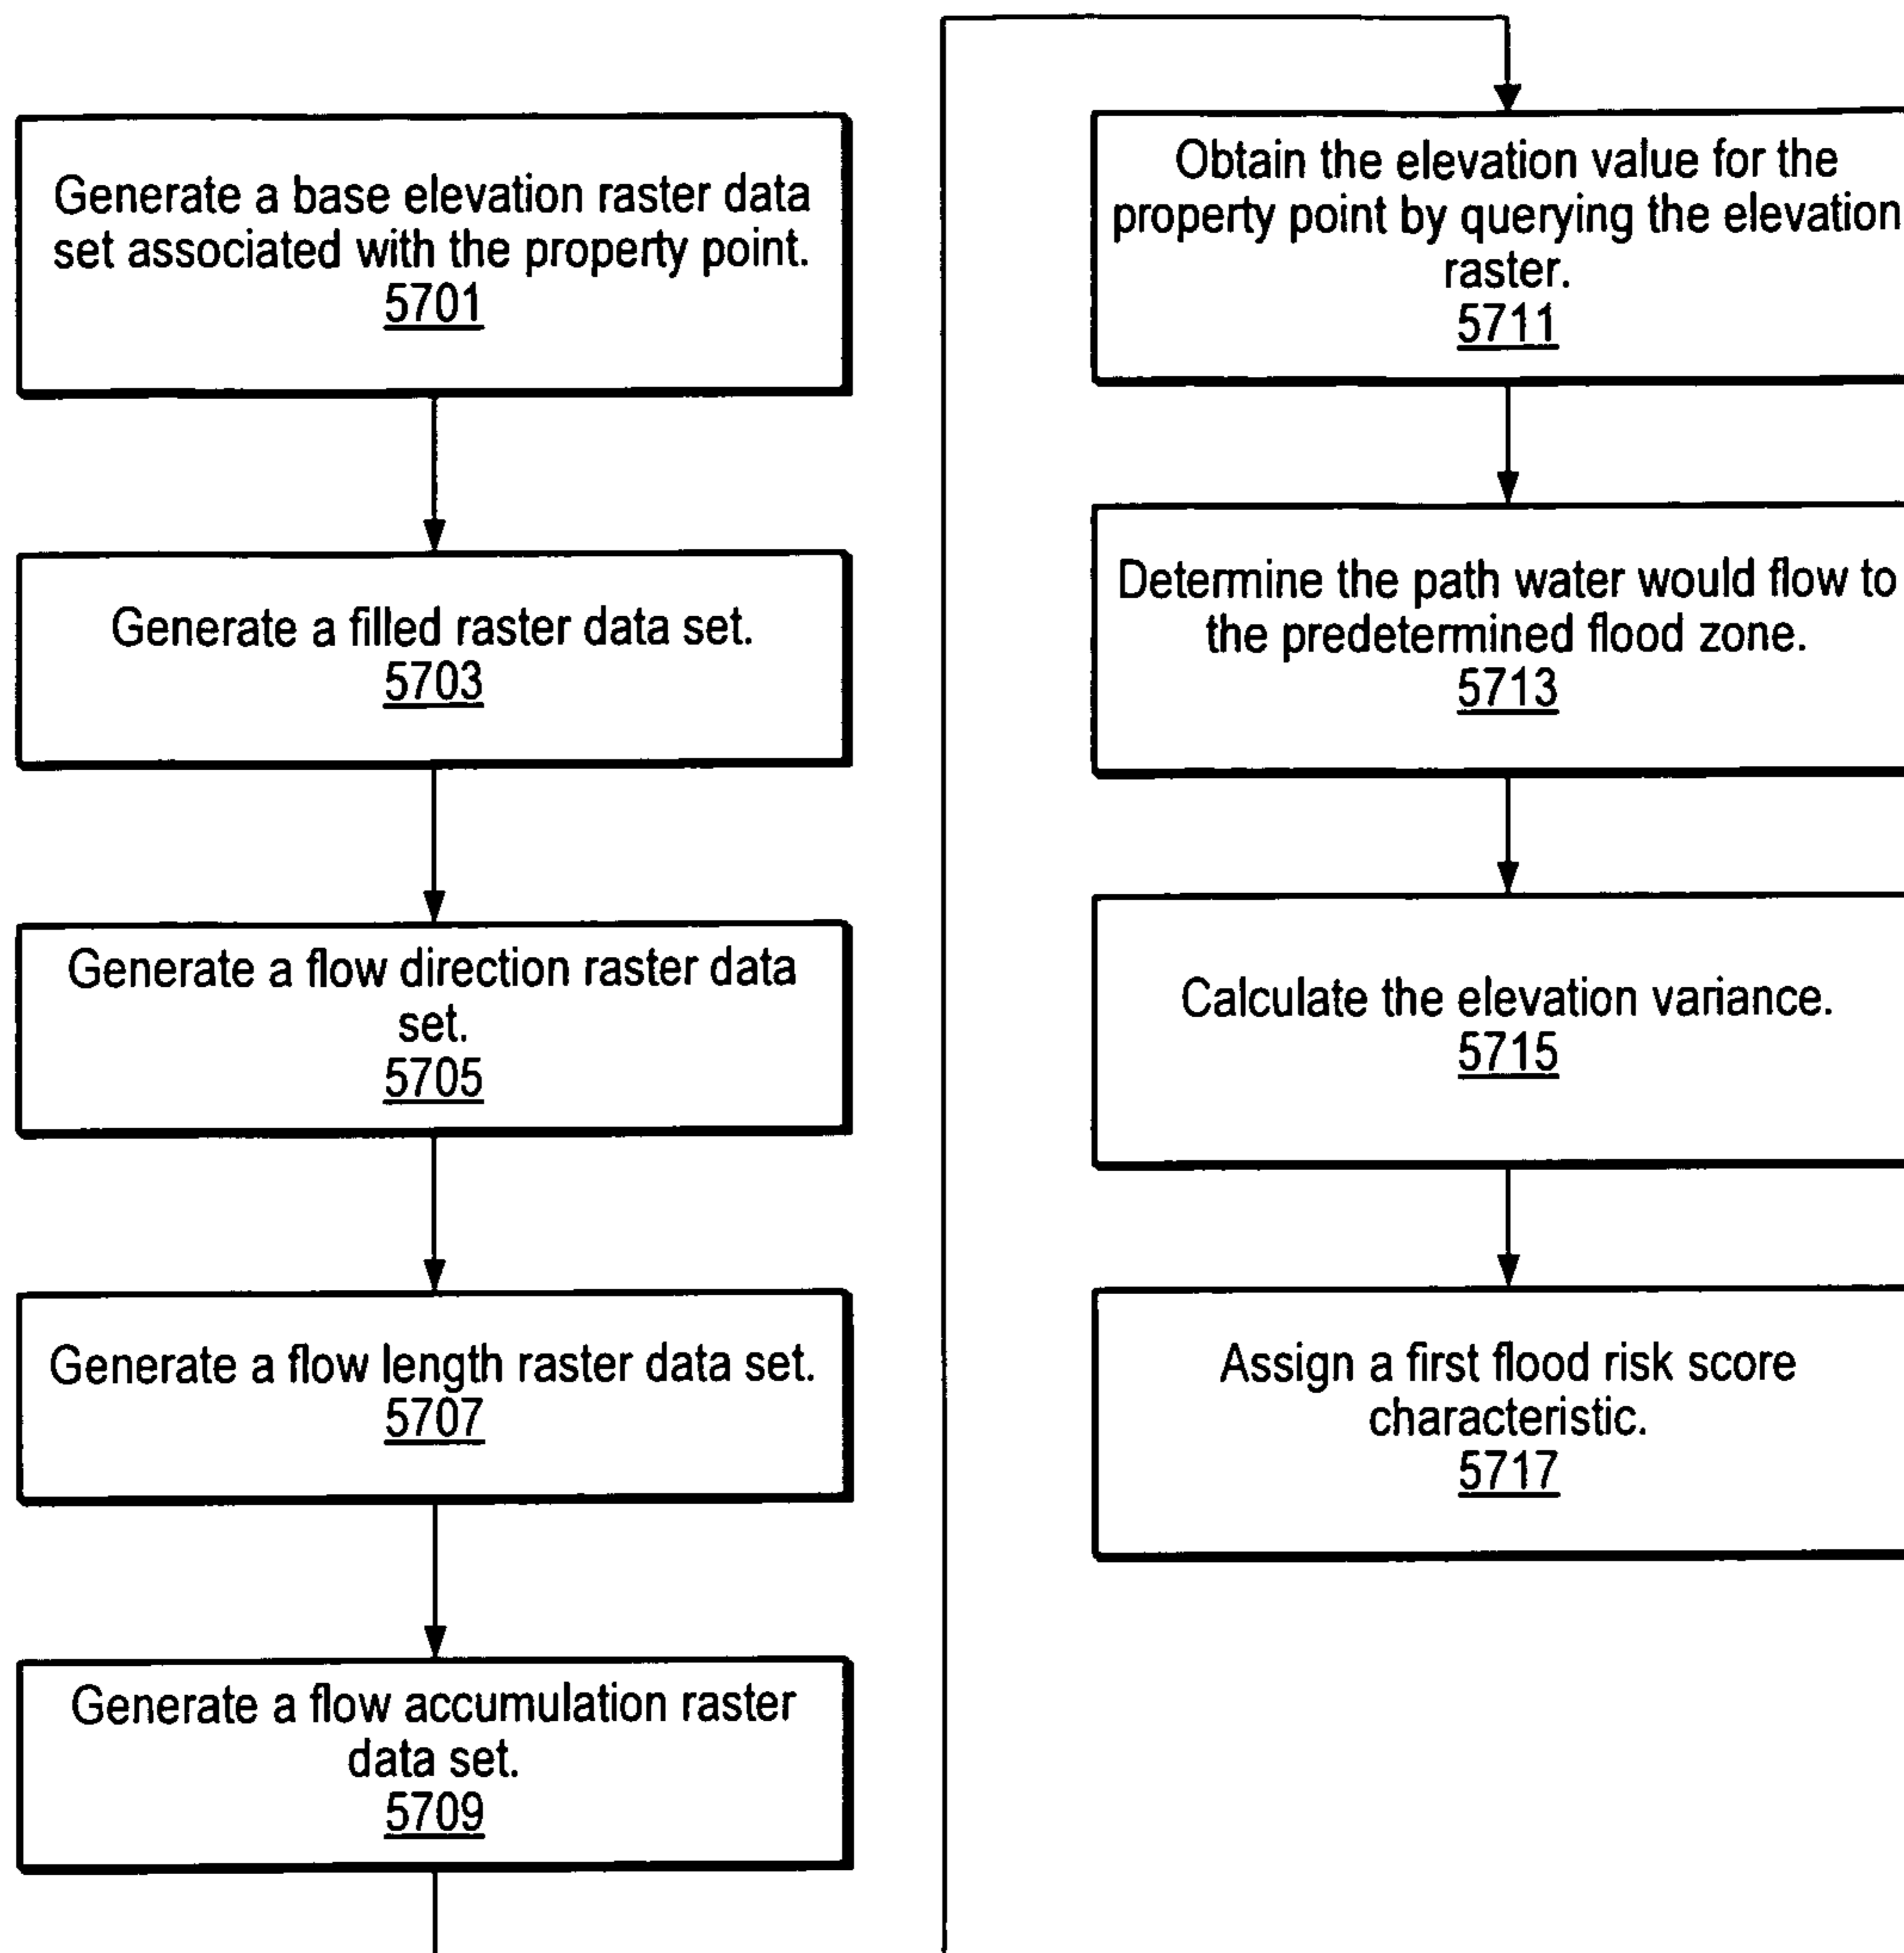 Generate a base elevation raster data
set associated with the property point.
5701
Generate a filled raster data set.
5703
Generate a flow direction raster data
set.
5705
Generate a flow length raster data set.
5707
Generate a flow accumulation raster
data set.
5709
Obtain the elevation value for the
property point by querying the elevation
raster.
5711
Determine the path water would flow to
the predetermined flood zone.
5713
Calculate the elevation variance.
5715
Assign a first flood risk score
characteristic.
5717